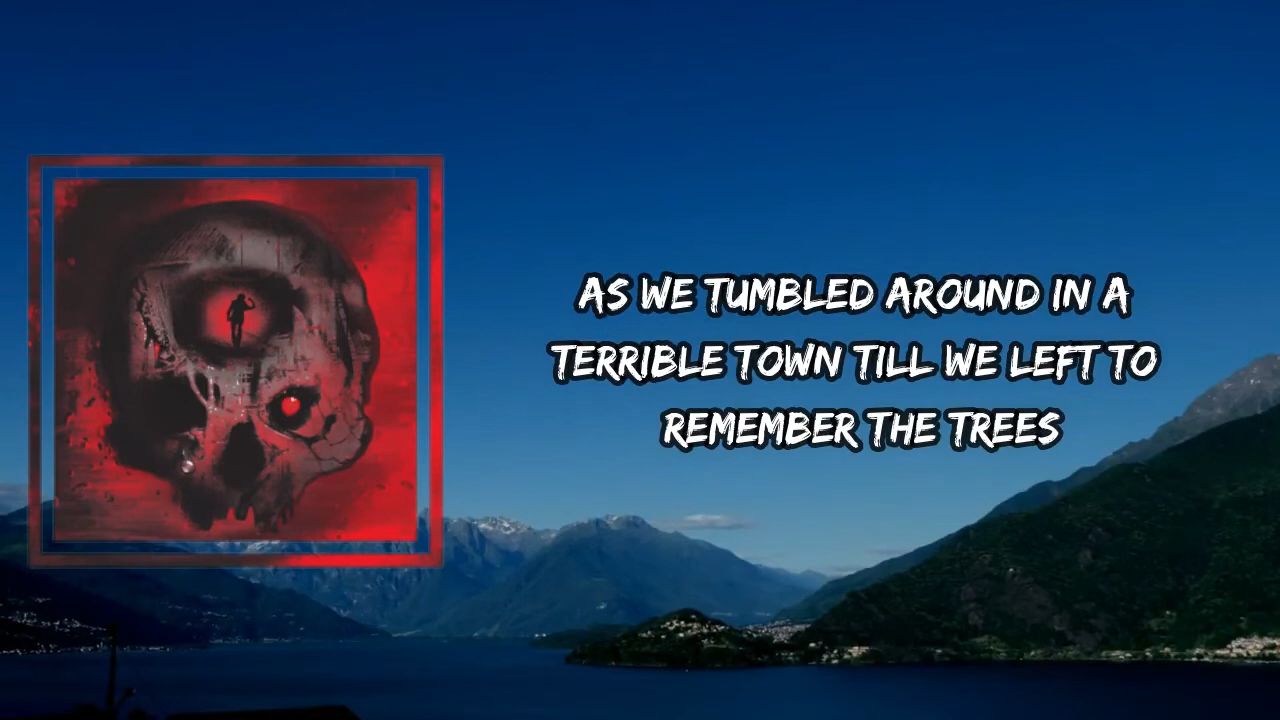 AS WE TUMBLED AROUND IN A
TERRIBLE TOWN TILL WE LEFT TO
REMEMBER THE TREES